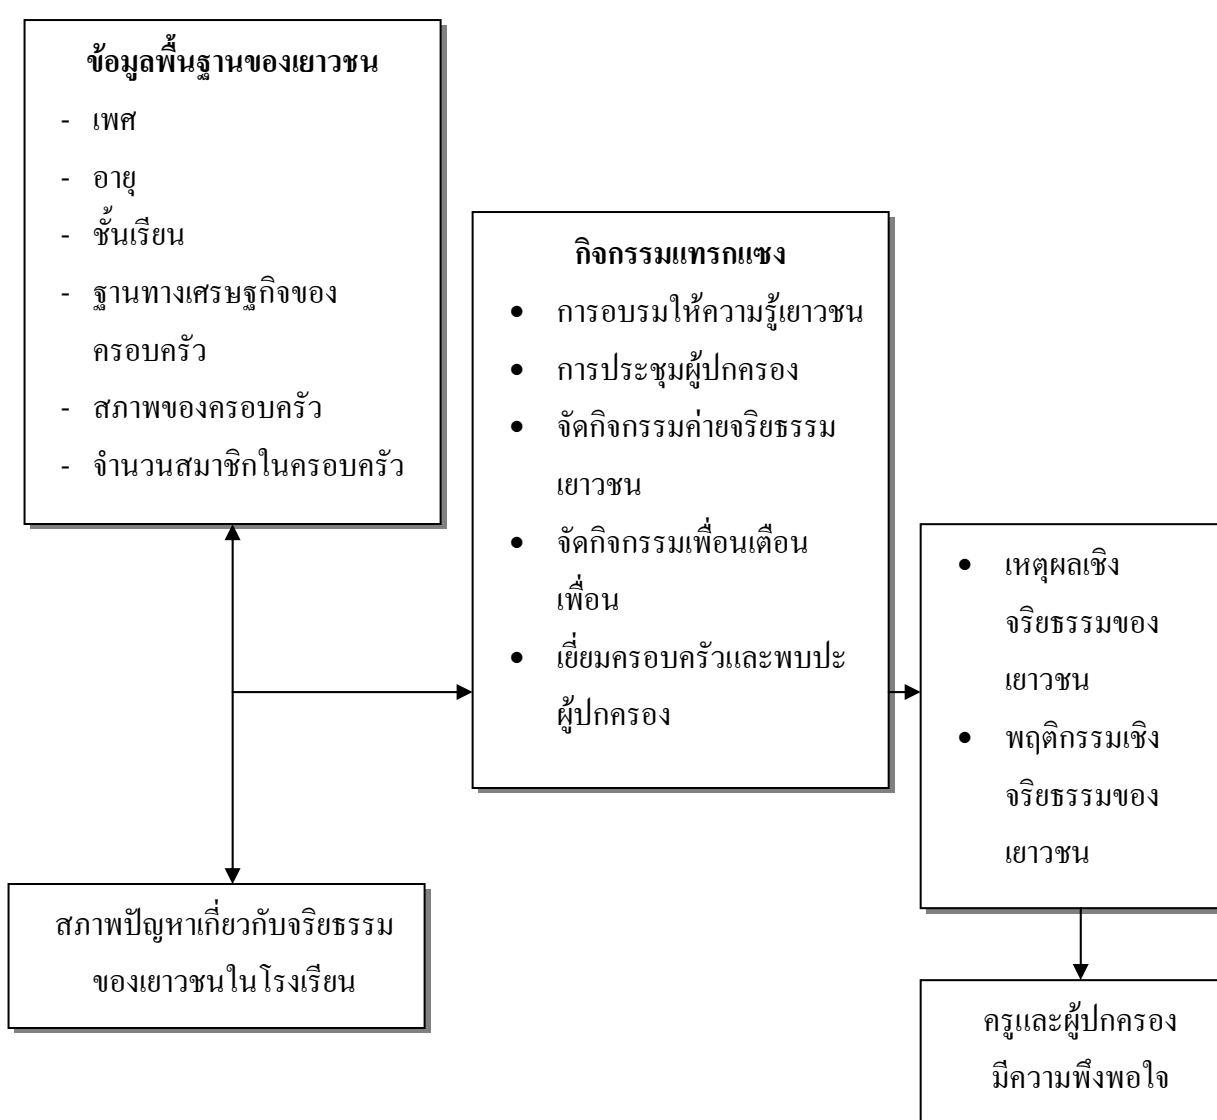 ข้อมูลพื้นฐานของเยาวชน
- เพศ
- อายุ
- ชั้นเรียน
- ฐานทางเศรษฐกิจของ
ครอบครัว
- สภาพของครอบครัว
- จำนวนสมาชิกในครอบครัว
กิจกรรมแทรกแซง
• การอบรมให้ความรู้เยาวชน
• การประชุมผู้ปกครอง
• จัดกิจกรรมค่ายจริยธรรม
เยาวชน
• จัดกิจกรรมเพื่อนเตือน
เพื่อน
• เยี่ยมครอบครัวและพบปะ
ผู้ปกครอง
• เหตุผลเชิง
จริยธรรมของ
เยาวชน
• พฤติกรรมเชิง
จริยธรรมของ
เยาวชน
สภาพปัญหาเกี่ยวกับจริยธรรม
ของเยาวชนในโรงเรียน
ครูและผู้ปกครอง
มีความพึงพอใจ